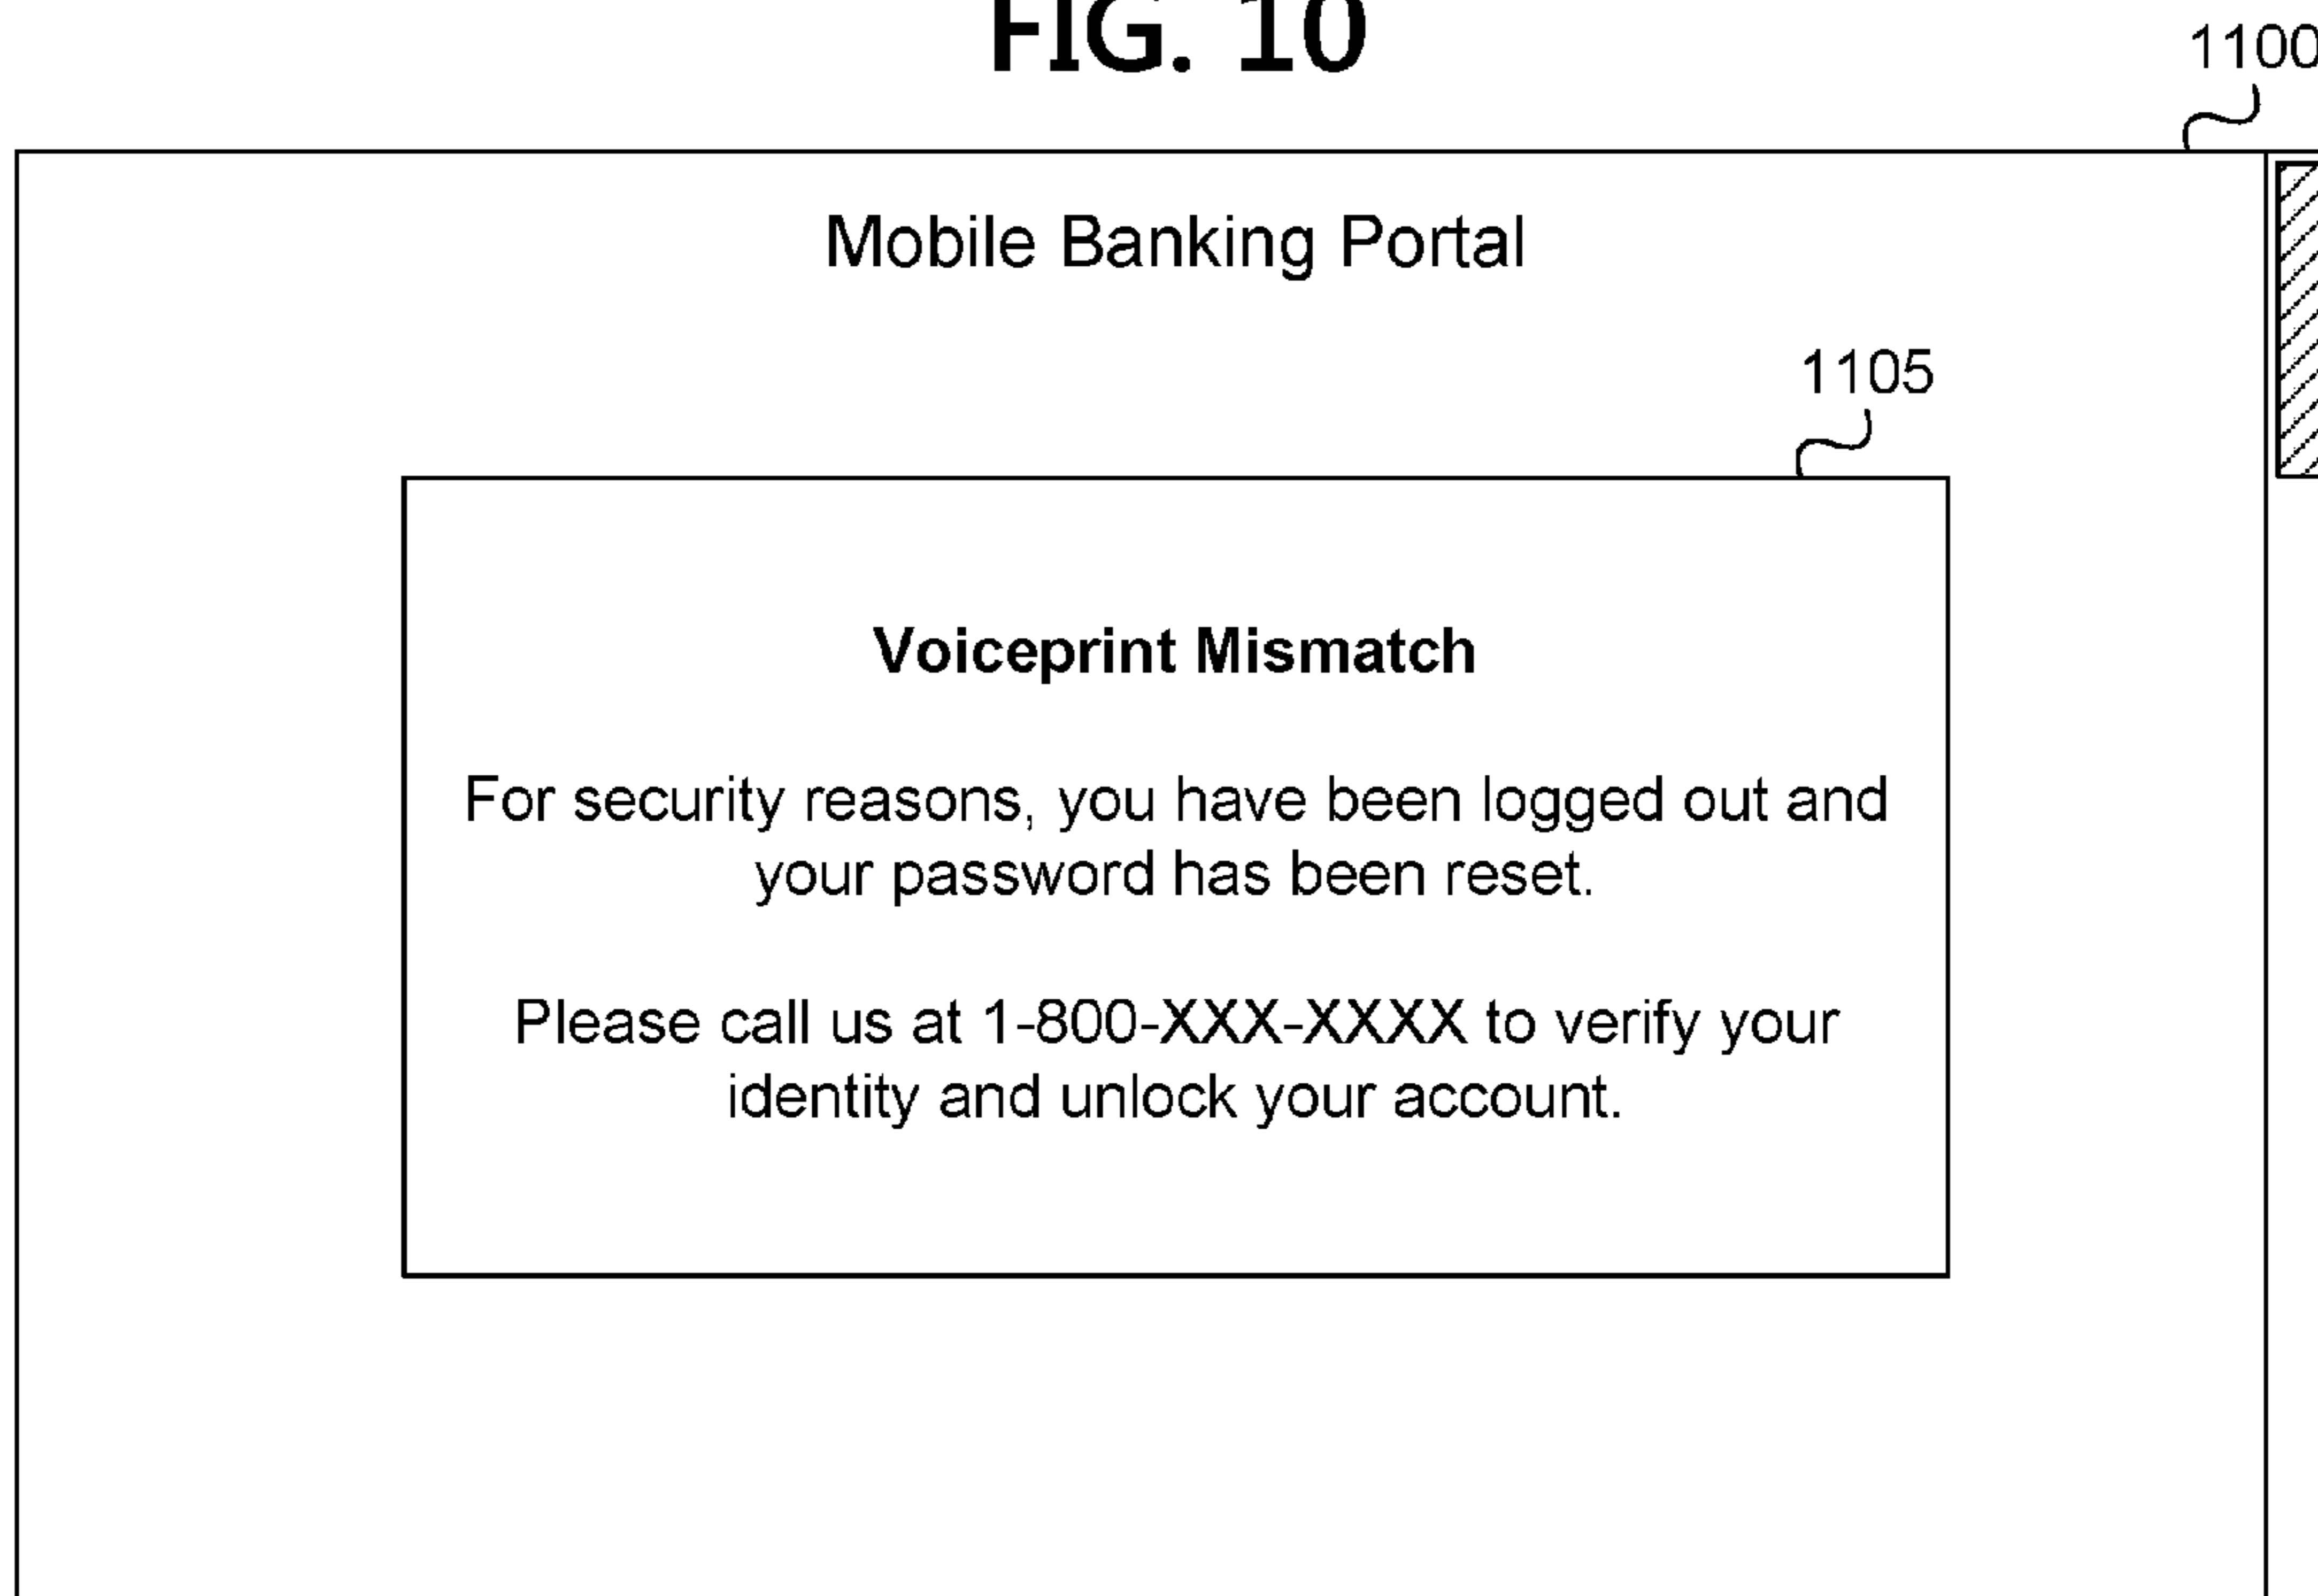 FIG. 10
1100
Mobile Banking Portal
1105
Voiceprint Mismatch
For security reasons, you have been logged out and
your password has been reset.
Please call us at 1-800-XXX-XXXX to verify your
identity and unlock your account.